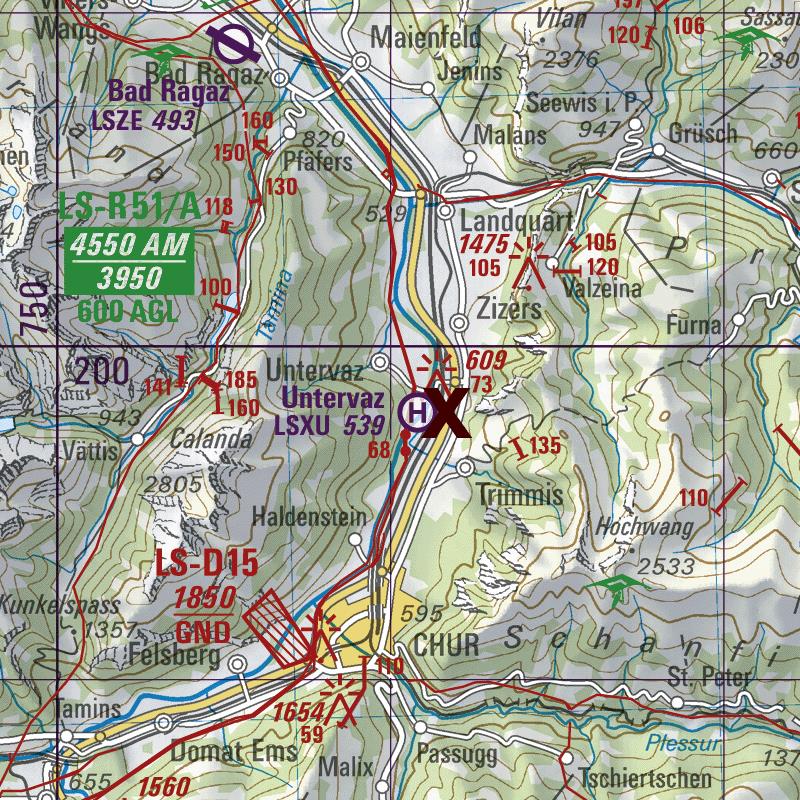 Wangs
Vilan
2376
120
106
Maienfeld
Jenins
Bad Ragaz
Bad Ragaz
LSZE 493
160
150
820
Pfäfers
130
Seewis i. P.
947
Grüsch
660
Malans
529
Landquart
LS-R51/A
4550 AM
3950
600 AGL
118
100
1475
105
105
120
Valzeina
Zizers
Furna
P r
Tamina
750
200
Untervaz
609
73
Untervaz
LSXU 539
H
X
68
141
185
160
943
Vättis
Calanda
2805
135
Trimmis
110
Hochwang
2533
Haldenstein
LS-D15
1850
GND
Kunkelspass
1357
Felsberg
595
CHUR
110
S c h a n f i
St. Peter
Tamins
1654
59
Domat Ems
Malix
Passugg
Plessur
Tschiertschen
655
1560